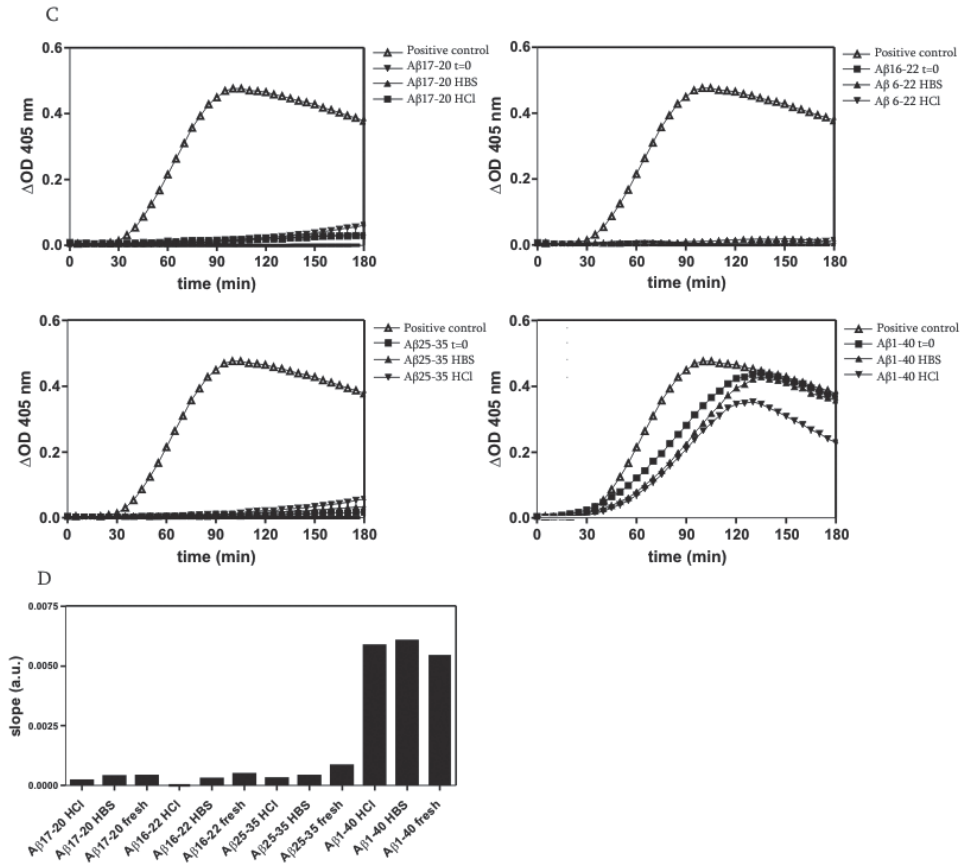 C
Positive control
Aβ17-20 t=0
Aβ17-20 HBS
Aβ17-20 HCl
ΔOD 405 nm
0.6
0.4
0.2
0.0
0 30 60 90 120 150 180
time (min)
Positive control
Aβ16-22 t=0
Aβ 6-22 HBS
Aβ 6-22 HCl
ΔOD 405 nm
0.6
0.4
0.2
0.0
0 30 60 90 120 150 180
time (min)
Positive control
Aβ25-35 t=0
Aβ25-35 HBS
Aβ25-35 HCl
ΔOD 405 nm
0.6
0.4
0.2
0.0
0 30 60 90 120 150 180
time (min)
Positive control
Aβ1-40 t=0
Aβ1-40 HBS
Aβ1-40 HCl
ΔOD 405 nm
0.6
0.4
0.2
0.0
0 30 60 90 120 150 180
time (min)
D
slope (a.u.)
0.0075
0.0050
0.0025
0.0000
Aβ17-20 HCl
Aβ17-20 HBS
Aβ17-20 fresh
Aβ16-22 HCl
Aβ16-22 HBS
Aβ16-22 fresh
Aβ25-35 HCl
Aβ25-35 HBS
Aβ25-35 fresh
Aβ1-40 HCl
Aβ1-40 HBS
Aβ1-40 fresh